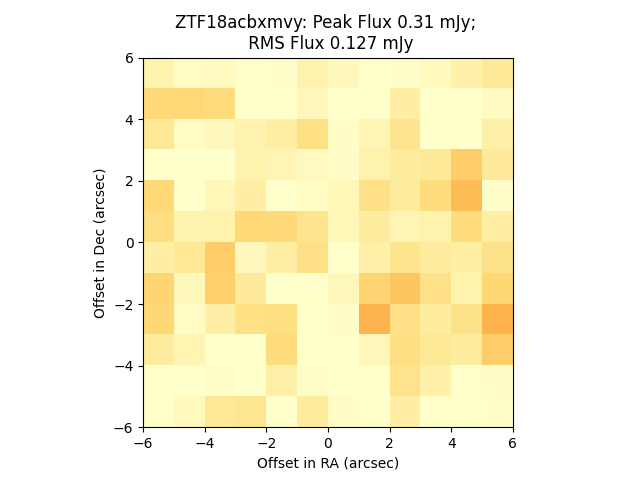 ZTF18acbxmvy: Peak Flux 0.31 mJy;
RMS Flux 0.127 mJy
6
4
2
0
−2
−4
−6
Offset in Dec (arcsec)
−6 −4 −2 0 2 4 6
Offset in RA (arcsec)